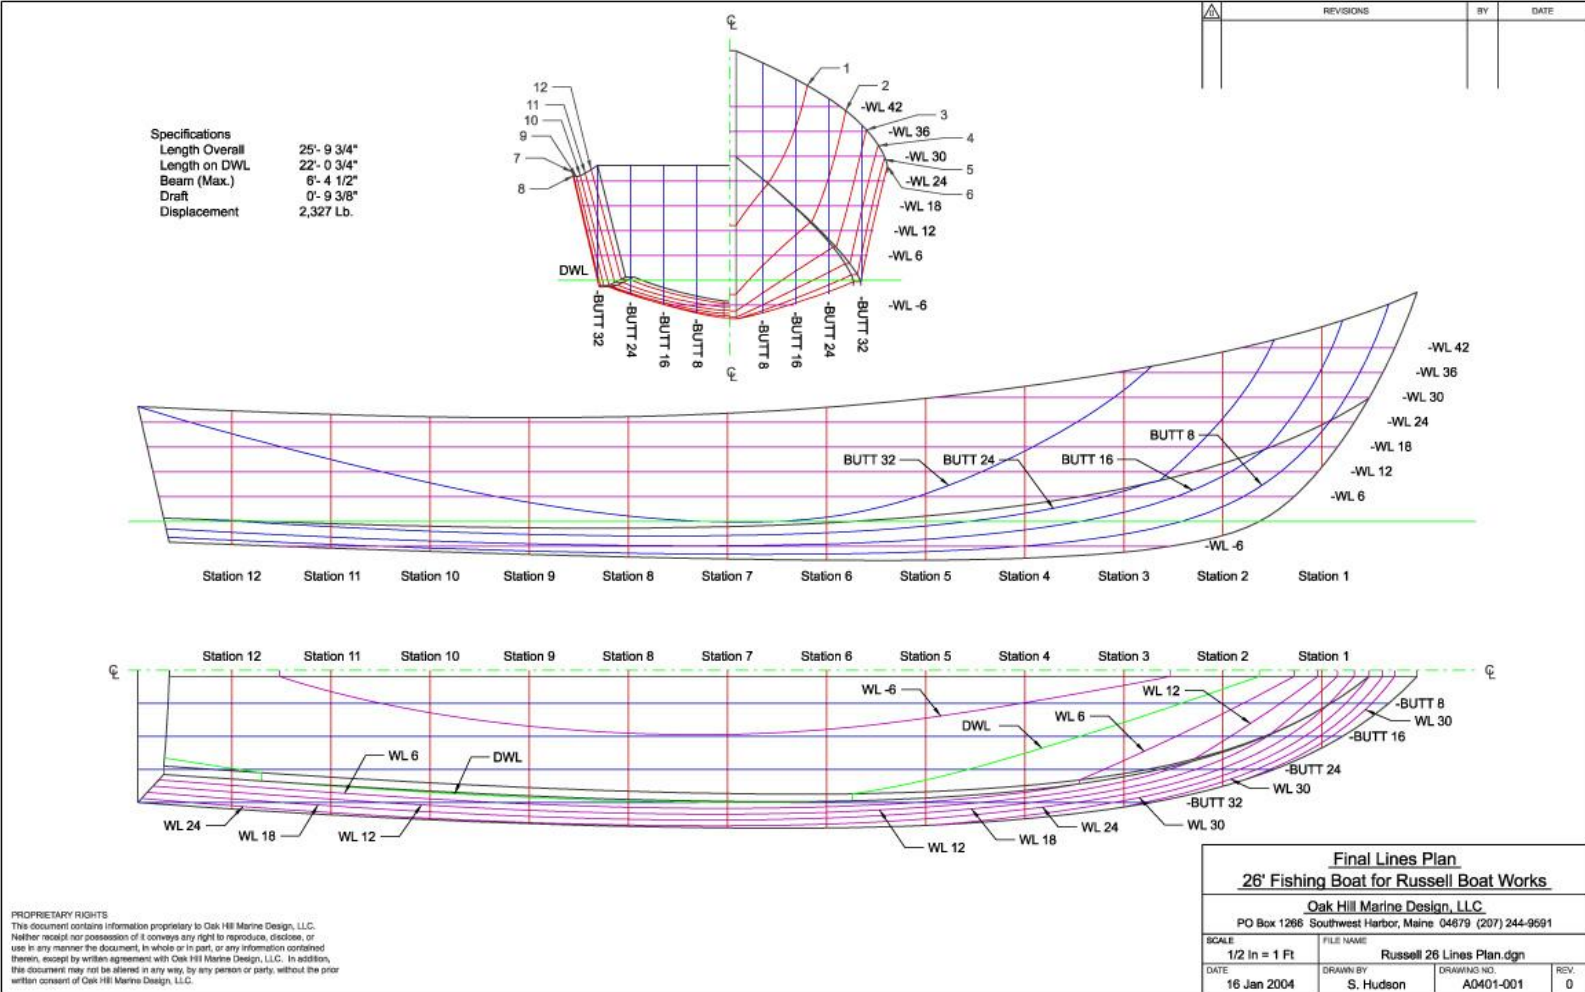 REVISIONS BY DATE
℄
Specifications
Length Overall 25'- 9 3/4"
Length on DWL 22'- 0 3/4"
Beam (Max.) 6'- 4 1/2"
Draft 0'- 9 3/8"
Displacement 2,327 Lb.
12
11
10
9
7
8
1
2
3
4
5
6
-WL 42
-WL 36
-WL 30
-WL 24
-WL 18
-WL 12
-WL 6
-WL -6
DWL
-BUTT 32
-BUTT 24
-BUTT 16
-BUTT 8
-BUTT 8
-BUTT 16
-BUTT 24
-BUTT 32
℄
-WL 42
-WL 36
-WL 30
-WL 24
-WL 18
-WL 12
-WL 6
-WL -6
BUTT 32
BUTT 24
BUTT 16
BUTT 8
Station 12 Station 11 Station 10 Station 9 Station 8 Station 7 Station 6 Station 5 Station 4 Station 3 Station 2 Station 1
Station 12 Station 11 Station 10 Station 9 Station 8 Station 7 Station 6 Station 5 Station 4 Station 3 Station 2 Station 1
℄ ℄
WL -6
WL 12
DWL
WL 6
-BUTT 8
WL 30
-BUTT 16
-BUTT 24
WL 30
-BUTT 32
WL 30
WL 6
DWL
WL 24
WL 18
WL 12
WL 12
WL 18
WL 24
Final Lines Plan
26' Fishing Boat for Russell Boat Works
Oak Hill Marine Design, LLC
PO Box 1266 Southwest Harbor, Maine 04679 (207) 244-9591
SCALE
1/2 in = 1 Ft
FILE NAME
Russell 26 Lines Plan.dgn
DATE
16 Jan 2004
DRAWN BY
S. Hudson
DRAWING NO.
A0401-001
REV.
0
PROPRIETARY RIGHTS
This document contains information proprietary to Oak Hill Marine Design, LLC.
Neither receipt nor possession of it conveys any right to reproduce, disclose, or
use in any manner the document, in whole or in part, or any information contained
therein, except by written agreement with Oak Hill Marine Design, LLC. In addition,
this document may not be altered in any way, by any person or party, without the prior
written consent of Oak Hill Marine Design, LLC.